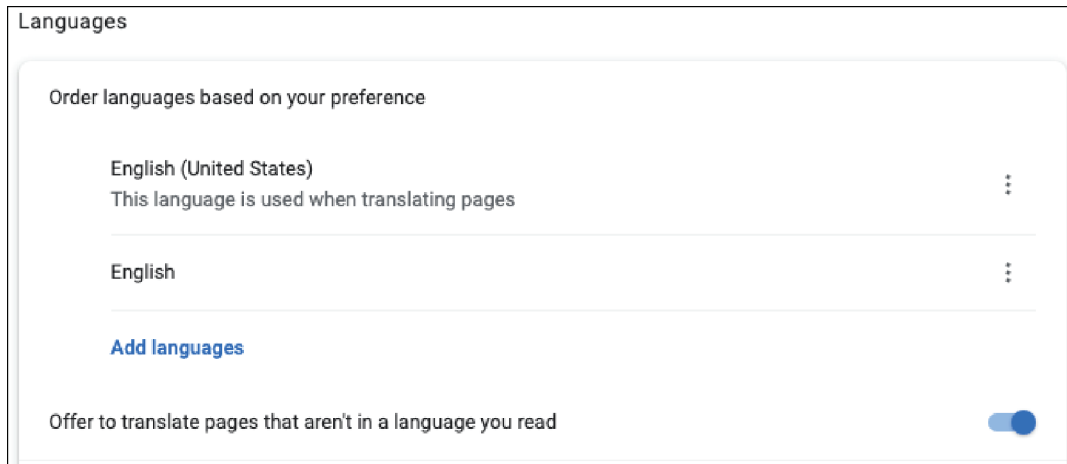 Languages
Order languages based on your preference
English (United States)
This language is used when translating pages
English
Add languages
Offer to translate pages that aren't in a language you read